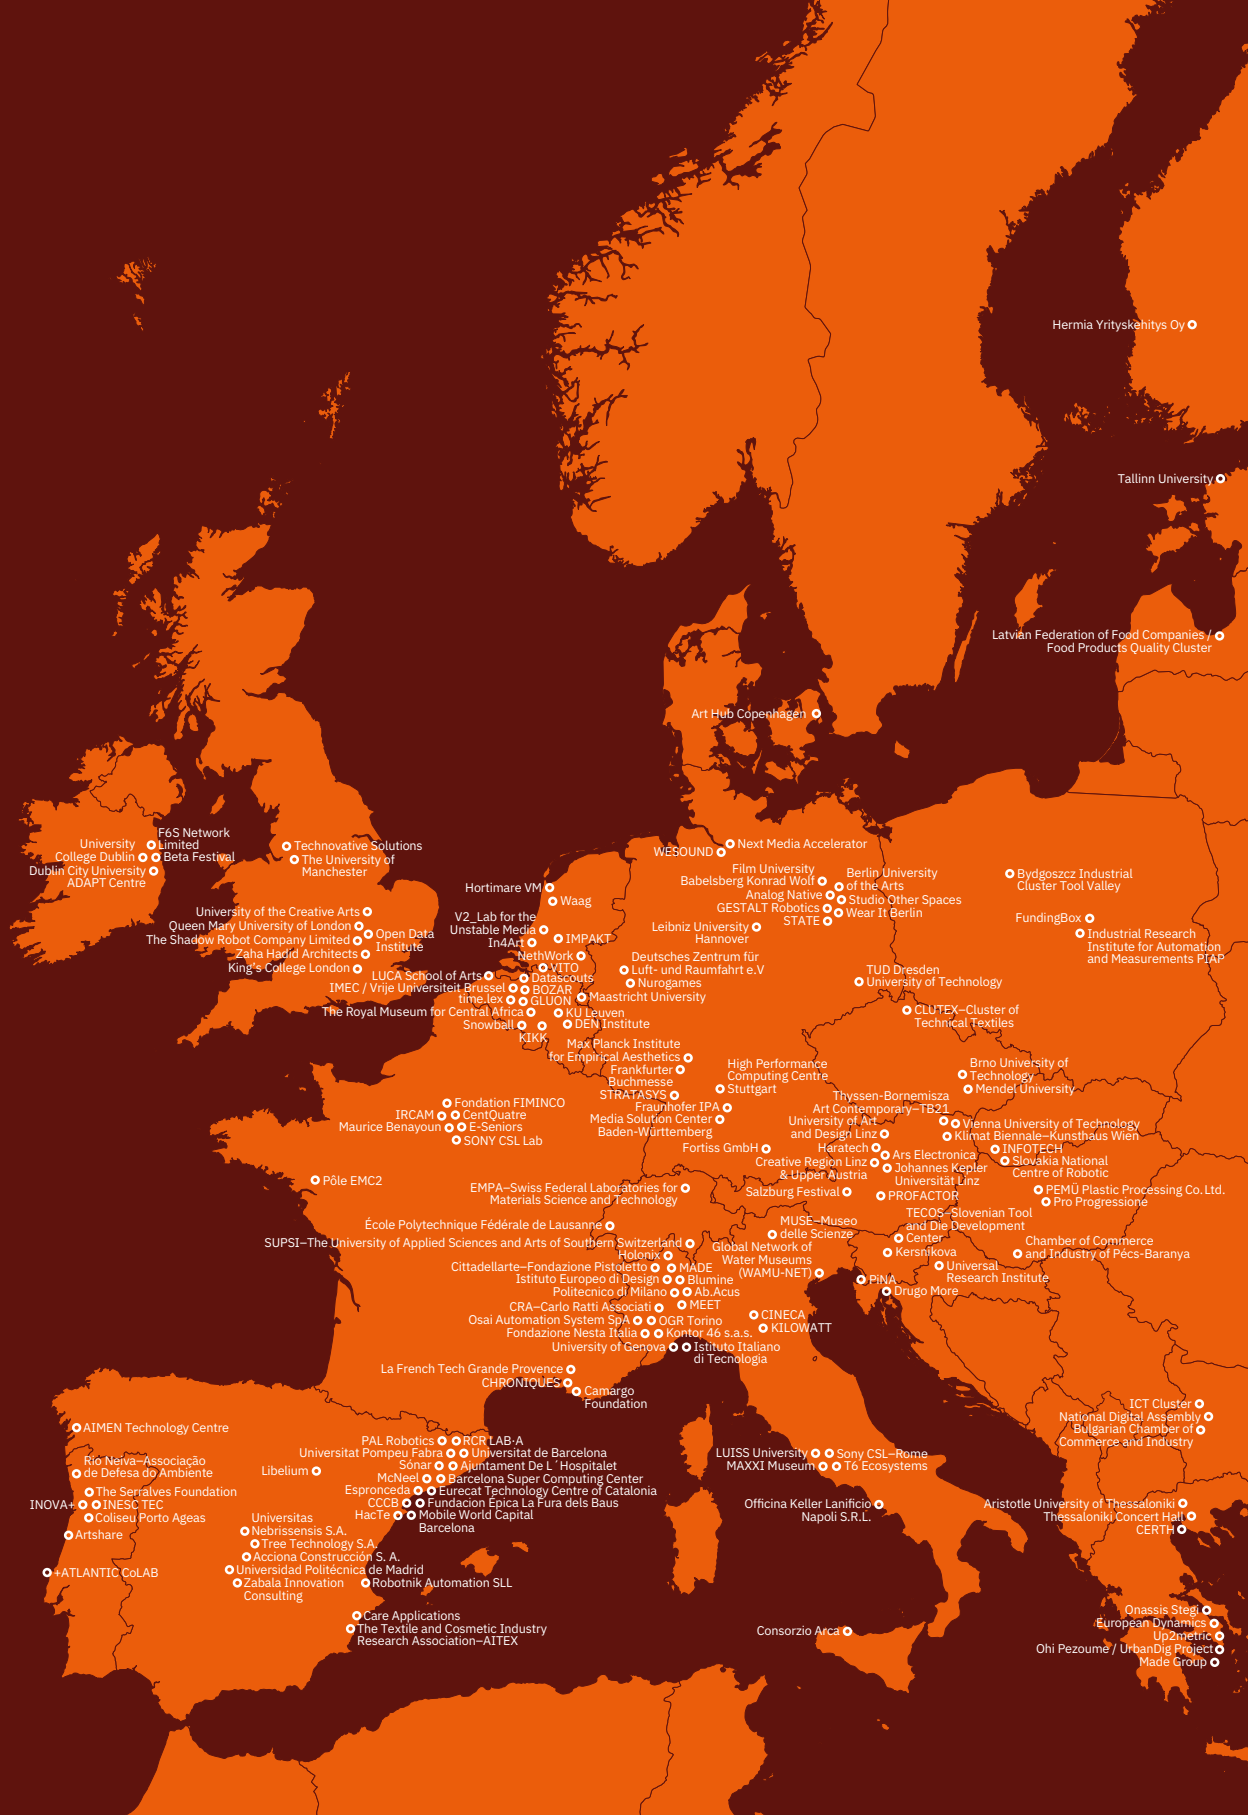 Hermia Yrityskehitys Oy
Tallinn University
Latvian Federation of Food Companies /
Food Products Quality Cluster
Art Hub Copenhagen
F6S Network
Limited
University
College Dublin
Beta Festival
Dublin City University
ADAPT Centre
Technovative Solutions
The University of
Manchester
University of the Creative Arts
Queen Mary University of London
Open Data
Institute
The Shadow Robot Company Limited
Zaha Hadid Architects
King's College London
Next Media Accelerator
WESOUND
Film University
Babelsberg Konrad Wolf
Analog Native
GESTALT Robotics
STATE
Berlin University
of the Arts
Studio Other Spaces
Wear It Berlin
Leibniz University
Hannover
Bydgoszcz Industrial
Cluster Tool Valley
FundingBox
Industrial Research
Institute for Automation
and Measurements PIAP
Hortimare VM
Waag
V2_Lab for the
Unstable Media
In4Art
IMPAKT
NethWork
VITO
LUCA School of Arts
Datascouts
IMEC / Vrije Universiteit Brussel
BOZAR
time.lex
GLUON
Maastricht University
The Royal Museum for Central Africa
KU Leuven
Snowball
KIKK
DEN Institute
Deutsches Zentrum für
Luft- und Raumfahrt e.V
Nurogames
TUD Dresden
University of Technology
CLUTEX–Cluster of
Technical Textiles
Max Planck Institute
for Empirical Aesthetics
Frankfurter
Buchmesse
STRATASYS
High Performance
Computing Centre
Stuttgart
Fraunhofer IPA
Media Solution Center
Baden-Württemberg
Fortiss GmbH
Brno University of
Technology
Mendel University
Thyssen-Bornemisza
Art Contemporary–TB21
Vienna University of Technology
Klimat Biennale–Kunsthaus Wien
University of Art
and Design Linz
Haratech
Ars Electronica
Creative Region Linz
& Upper Austria
Johannes Kepler
Universität Linz
Salzburg Festival
PROFACTOR
INFOTECH
Slovakia National
Centre of Robotic
PEMÜ Plastic Processing Co. Ltd.
Pro Progressione
Chamber of Commerce
and Industry of Pécs-Baranya
Fondation FIMINCO
IRCAM
CentQuatre
Maurice Benayoun
E-Seniors
SONY CSL Lab
Pôle EMC2
EMPA–Swiss Federal Laboratories for
Materials Science and Technology
École Polytechnique Fédérale de Lausanne
SUPSI–The University of Applied Sciences and Arts of Southern Switzerland
MUSE–Museo
delle Scienze
TECOS–Slovenian Tool
and Die Development
Center
Kersnikova
Universal
Research Institute
PiNA
Drugo More
Global Network of
Water Museums
(WAMU-NET)
Holonix
Cittadellarte–Fondazione Pistoletto
MADE
Istituto Europeo di Design
Blumine
Politecnico di Milano
Ab.Acus
CRA–Carlo Ratti Associati
MEET
Osai Automation System SpA
OGR Torino
Fondazione Nesta Italia
Kontor 46 s.a.s.
University of Genova
Istituto Italiano
di Tecnologia
CINECA
KILOWATT
La French Tech Grande Provence
CHRONIQUES
Camargo
Foundation
AIMEN Technology Centre
Rio Neiva–Associação
de Defesa do Ambiente
The Serralves Foundation
INOVA+
INESC TEC
Coliseu Porto Ageas
Artshare
+ATLANTIC CoLAB
Libelium
PAL Robotics
RCR LAB·A
Universitat Pompeu Fabra
Universitat de Barcelona
Sónar
Ajuntament De L´Hospitalet
McNeel
Barcelona Super Computing Center
Espronceda
Eurecat Technology Centre of Catalonia
CCCB
Fundacion Épica La Fura dels Baus
HacTe
Mobile World Capital
Barcelona
Universitas
Nebrissensis S.A.
Tree Technology S.A.
Acciona Construcción S. A.
Universidad Politécnica de Madrid
Zabala Innovation
Consulting
Robotnik Automation SLL
Care Applications
The Textile and Cosmetic Industry
Research Association–AITEX
LUISS University
Sony CSL–Rome
MAXXI Museum
T6 Ecosystems
Officina Keller Lanificio
Napoli S.R.L.
Consorzio Arca
ICT Cluster
National Digital Assembly
Bulgarian Chamber of
Commerce and Industry
Aristotle University of Thessaloniki
Thessaloniki Concert Hall
CERTH
Onassis Stegi
European Dynamics
Up2metric
Ohi Pezoume / UrbanDig Project
Made Group